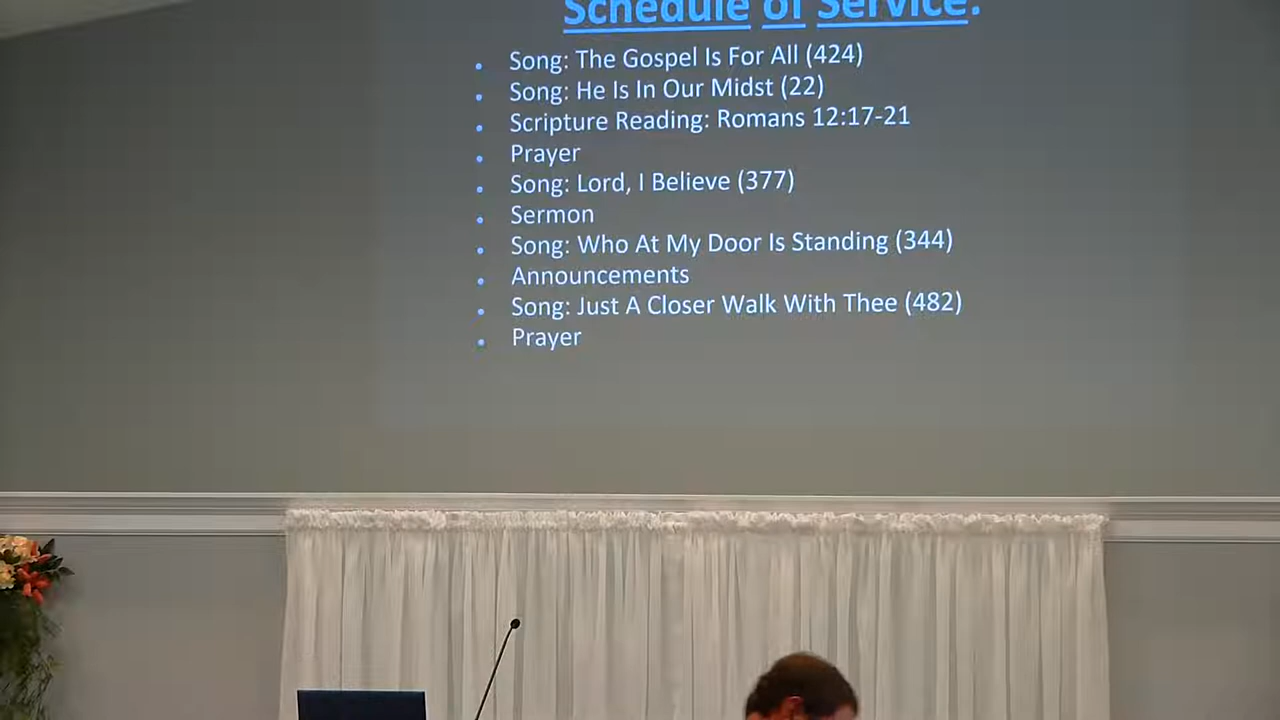 Schedule of Service:
Song: The Gospel Is For All (424)
Song: He Is In Our Midst (22)
Scripture Reading: Romans 12:17-21
Prayer
Song: Lord, I Believe (377)
Sermon
Song: Who At My Door Is Standing (344)
Announcements
Song: Just A Closer Walk With Thee (482)
Prayer